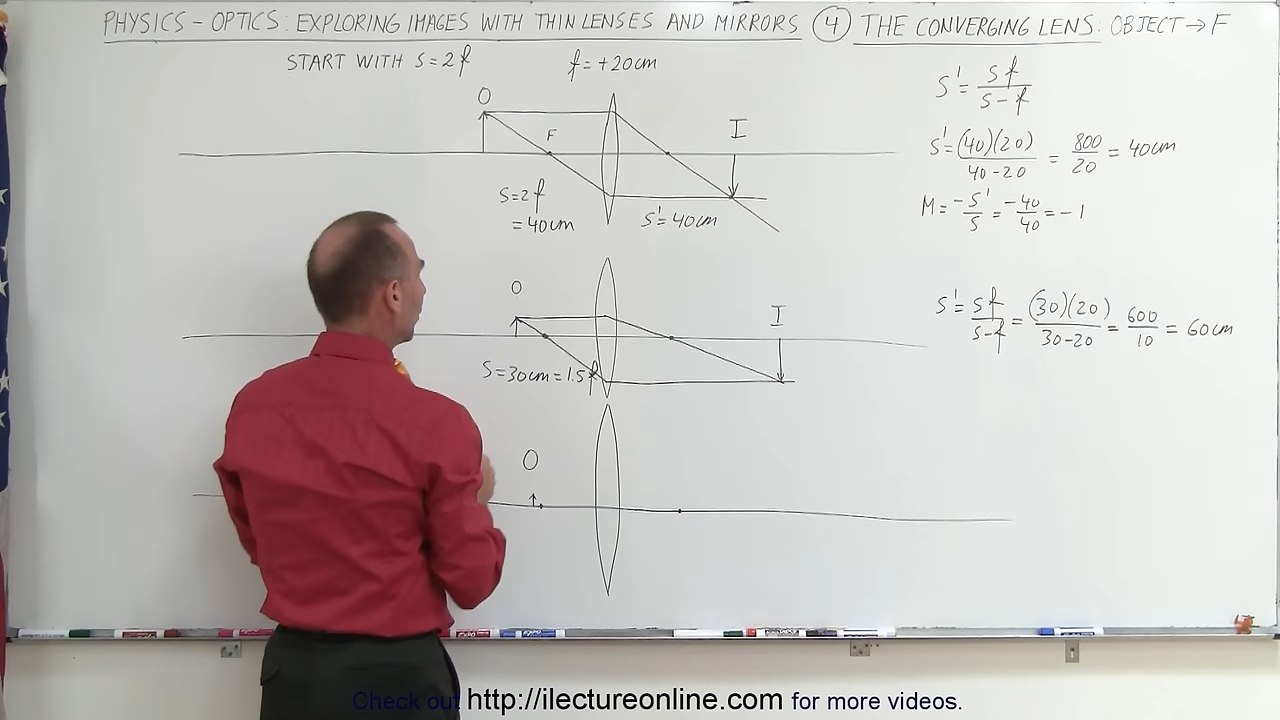 PHYSICS - OPTICS: EXPLORING IMAGES WITH THIN LENSES AND MIRRORS (4) THE CONVERGING LENS: OBJECT → F
START WITH S=2f
f=+20cm
S' = Sf / S-f
O
F
I
S=2f
=40cm
S'=40cm
S' = (40)(20) / 40-20 = 800/20 = 40cm
M = -S'/S = -40/40 = -1
O
I
S=30cm=1.5f
S' = Sf / S-f = (30)(20) / 30-20 = 600/10 = 60cm
O
Check out http://ilectureonline.com for more videos.